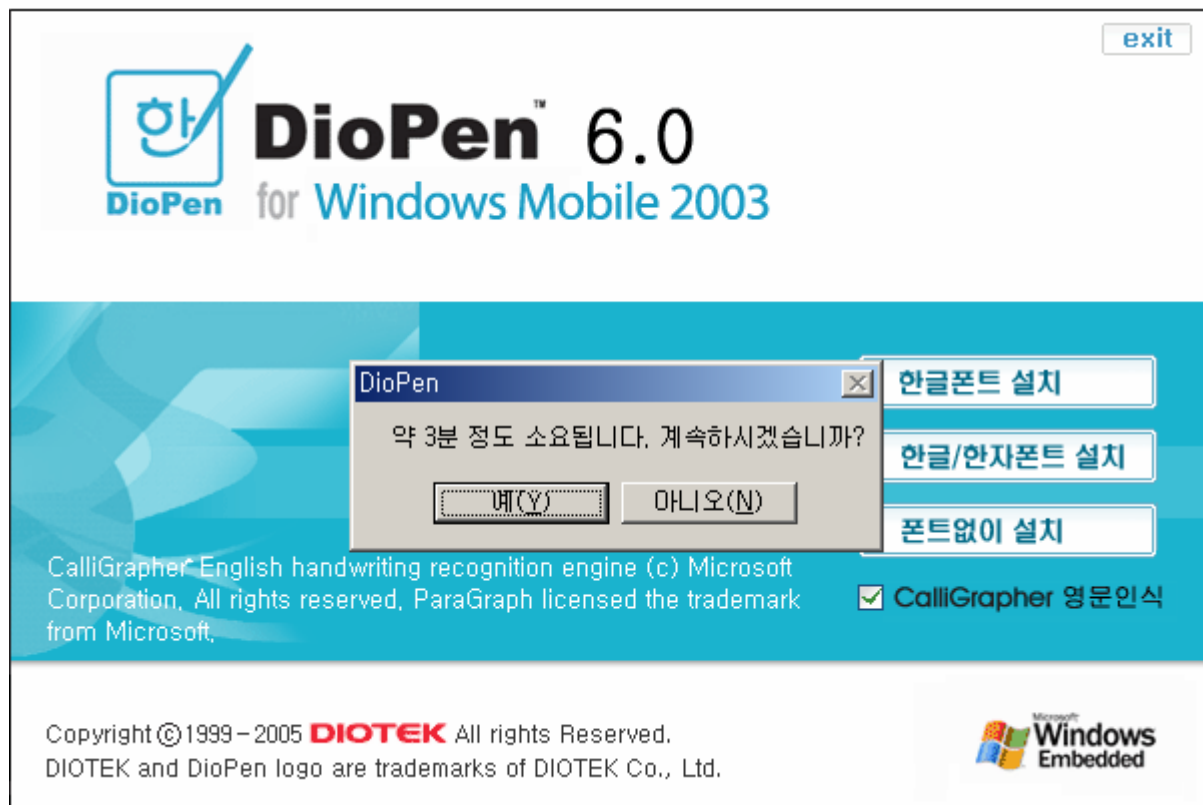 exit
한
DioPen
DioPen™ 6.0
for Windows Mobile 2003
DioPen
약 3분 정도 소요됩니다. 계속하시겠습니까?
예(Y)
아니오(N)
한글폰트 설치
한글/한자폰트 설치
폰트없이 설치
CalliGrapher 영문인식
CalliGrapher English handwriting recognition engine (c) Microsoft
Corporation. All rights reserved. ParaGraph licensed the trademark
from Microsoft.
Copyright ©1999-2005 DIOTEK All rights Reserved.
DIOTEK and DioPen logo are trademarks of DIOTEK Co., Ltd.
Microsoft
Windows
Embedded